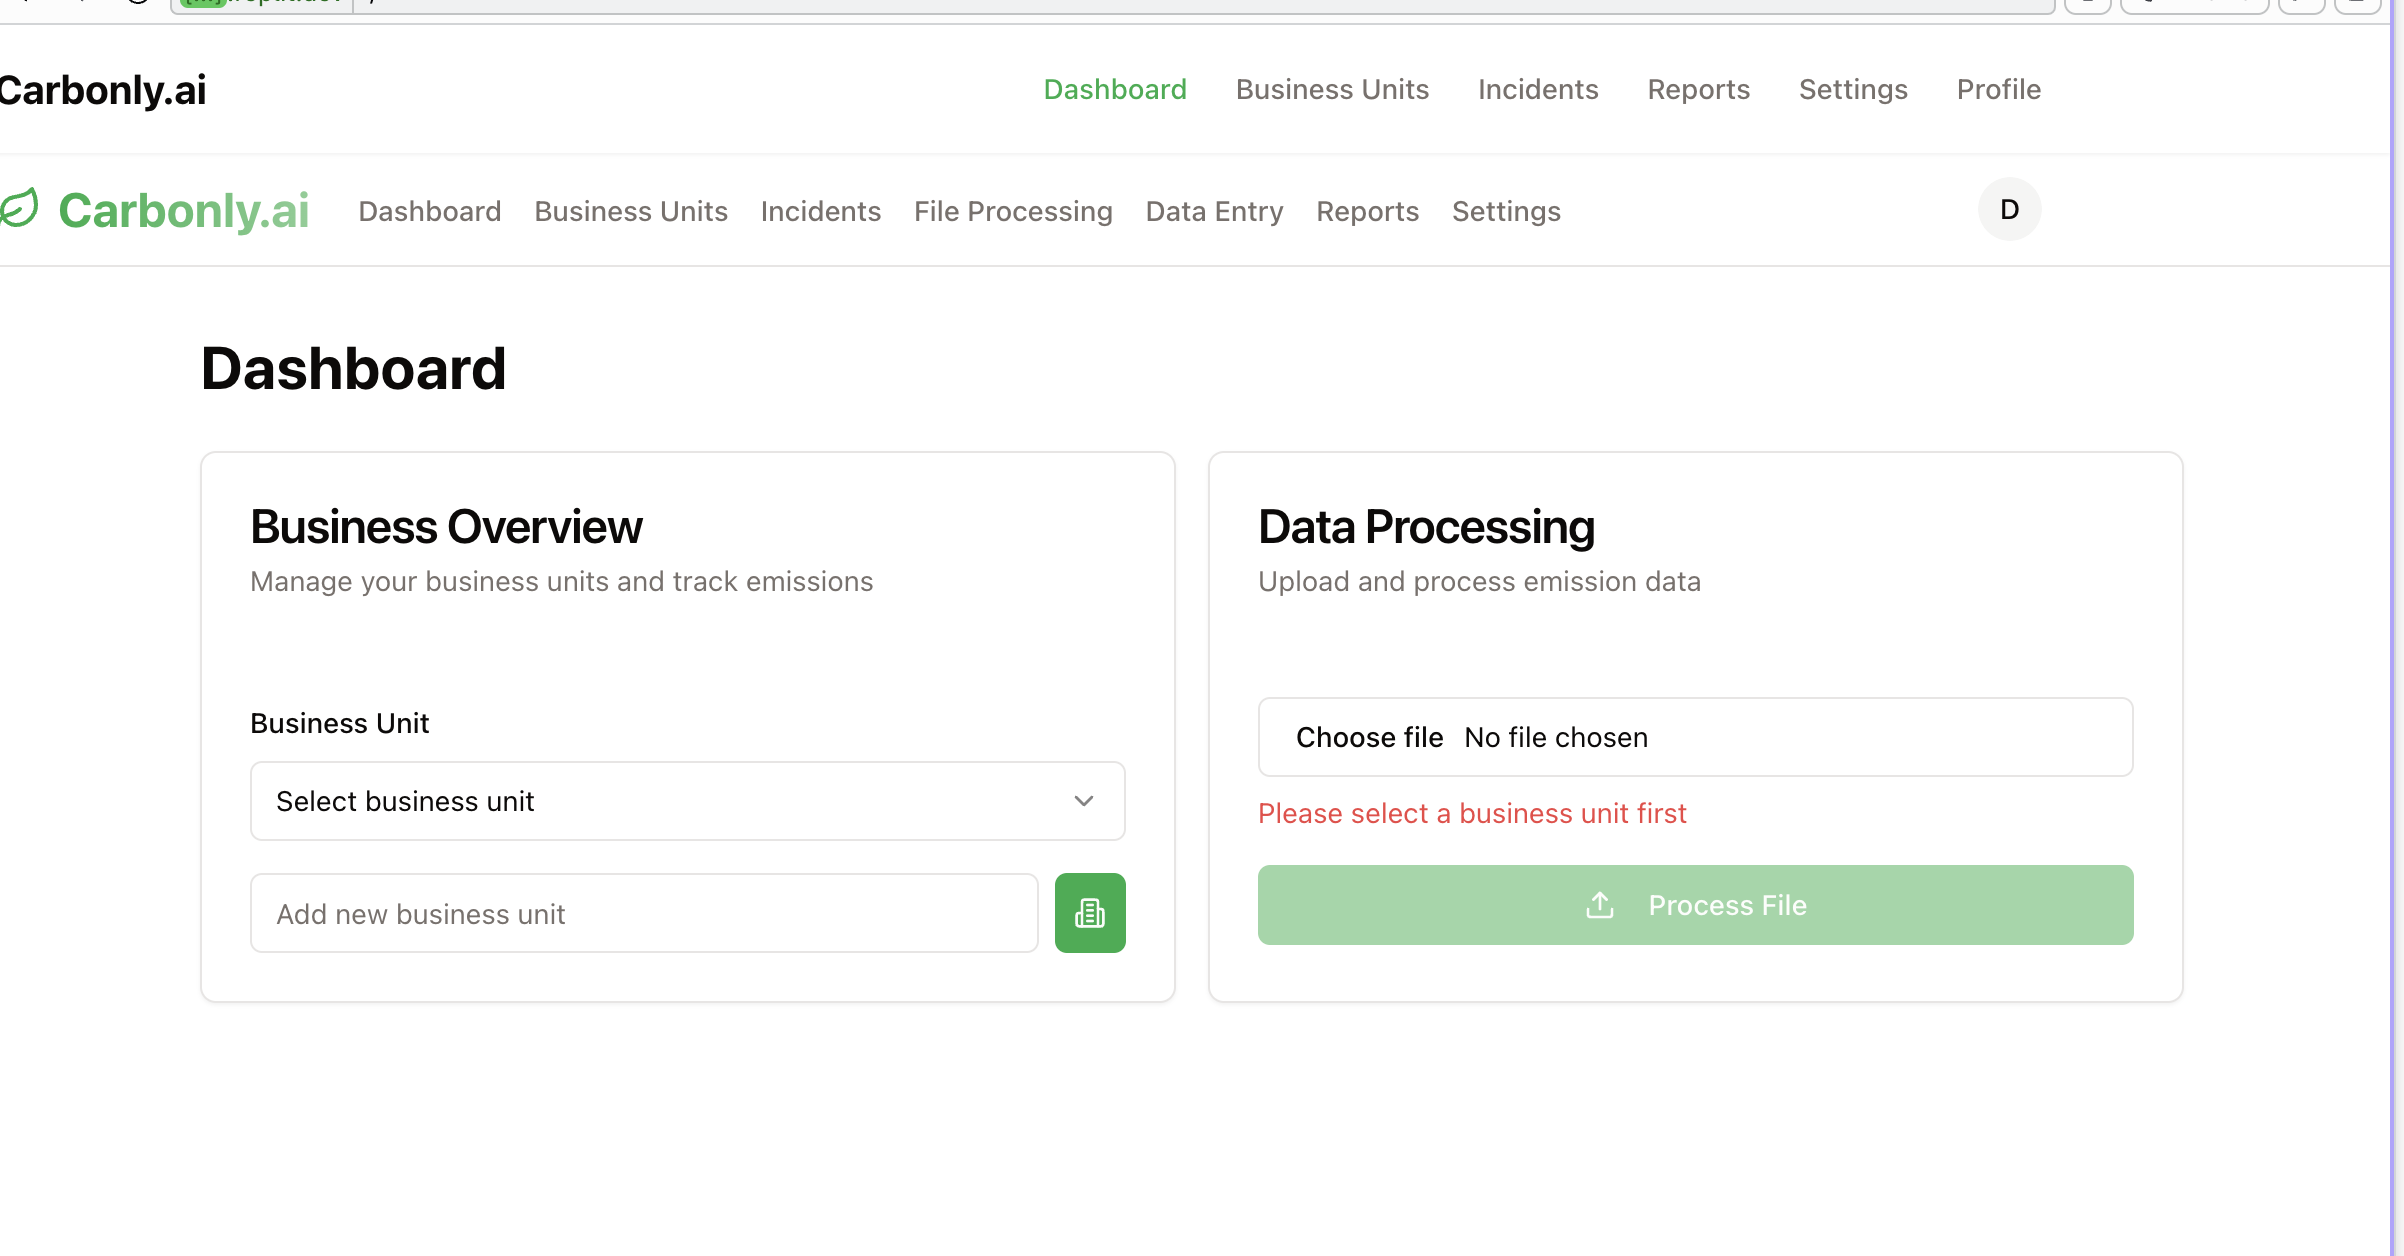 Carbonly.ai Dashboard Business Units Incidents Reports Settings Profile
Carbonly.ai Dashboard Business Units Incidents File Processing Data Entry Reports Settings D
Dashboard
Business Overview
Manage your business units and track emissions
Business Unit
Select business unit
Add new business unit
Data Processing
Upload and process emission data
Choose file No file chosen
Please select a business unit first
Process File